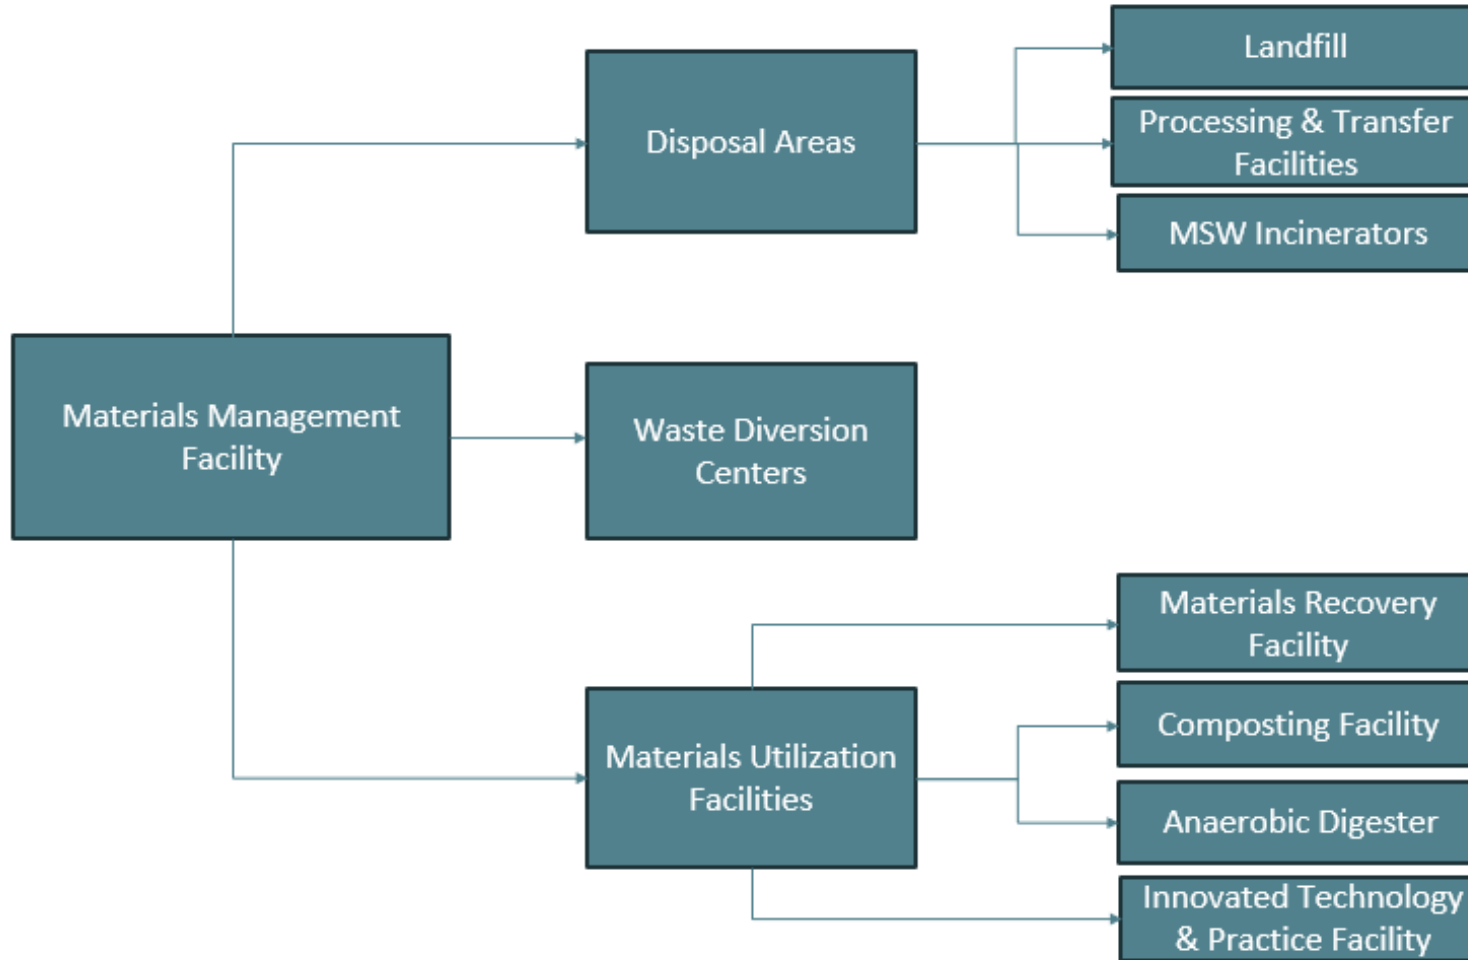 Landfill
Processing & Transfer
Facilities
MSW Incinerators
Disposal Areas
Materials Management
Facility
Waste Diversion
Centers
Materials Recovery
Facility
Composting Facility
Anaerobic Digester
Innovated Technology
& Practice Facility
Materials Utilization
Facilities